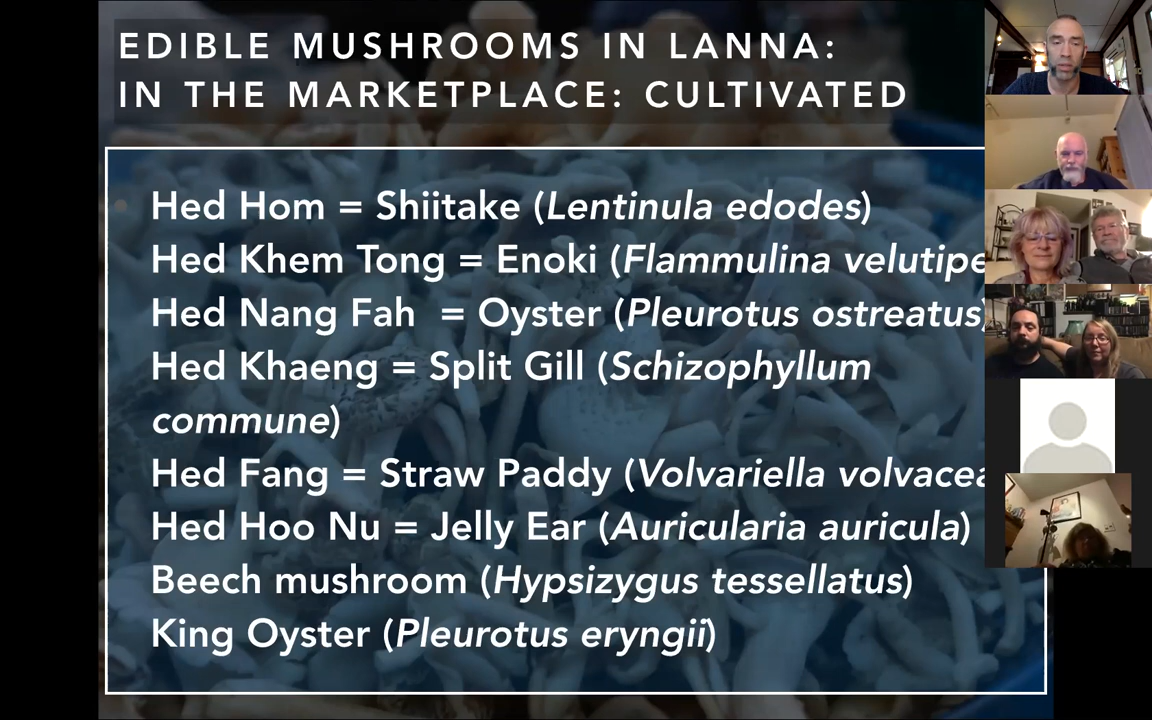 EDIBLE MUSHROOMS IN LANNA:
IN THE MARKETPLACE: CULTIVATED
Hed Hom = Shiitake (Lentinula edodes)
Hed Khem Tong = Enoki (Flammulina velutipe
Hed Nang Fah = Oyster (Pleurotus ostreatus)
Hed Khaeng = Split Gill (Schizophyllum
commune)
Hed Fang = Straw Paddy (Volvariella volvacea
Hed Hoo Nu = Jelly Ear (Auricularia auricula)
Beech mushroom (Hypsizygus tessellatus)
King Oyster (Pleurotus eryngii)